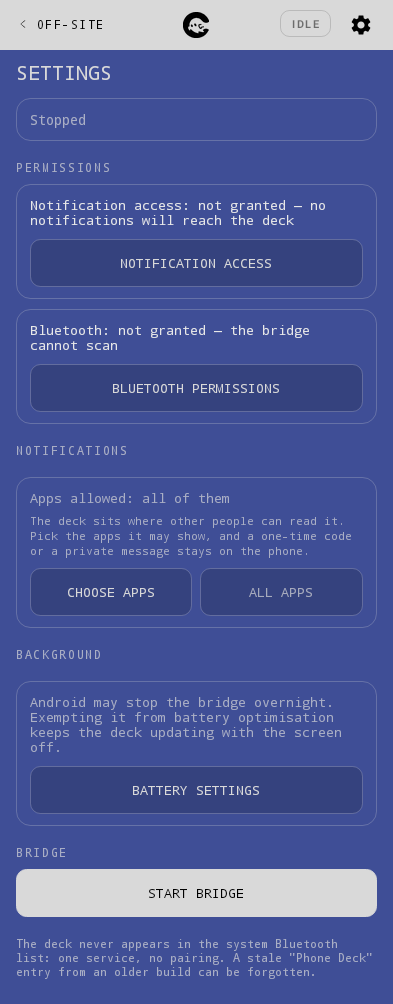 OFF-SITE
IDLE
SETTINGS
Stopped
PERMISSIONS
Notification access: not granted — no
notifications will reach the deck
NOTIFICATION ACCESS
Bluetooth: not granted — the bridge
cannot scan
BLUETOOTH PERMISSIONS
NOTIFICATIONS
Apps allowed: all of them
The deck sits where other people can read it.
Pick the apps it may show, and a one-time code
or a private message stays on the phone.
CHOOSE APPS
ALL APPS
BACKGROUND
Android may stop the bridge overnight.
Exempting it from battery optimisation
keeps the deck updating with the screen
off.
BATTERY SETTINGS
BRIDGE
START BRIDGE
The deck never appears in the system Bluetooth
list: one service, no pairing. A stale "Phone Deck"
entry from an older build can be forgotten.